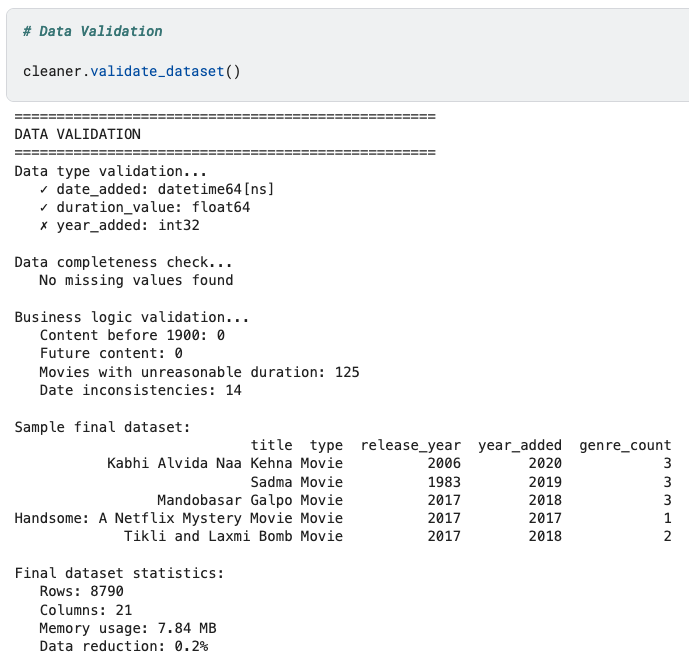 # Data Validation
cleaner.validate_dataset()
==================================================
DATA VALIDATION
==================================================
Data type validation...
   ✓ date_added: datetime64[ns]
   ✓ duration_value: float64
   ✗ year_added: int32
Data completeness check...
   No missing values found
Business logic validation...
   Content before 1900: 0
   Future content: 0
   Movies with unreasonable duration: 125
   Date inconsistencies: 14
Sample final dataset:
                            title  type  release_year  year_added  genre_count
           Kabhi Alvida Naa Kehna Movie          2006        2020            3
                            Sadma Movie          1983        2019            3
                 Mandobasar Galpo Movie          2017        2018            3
Handsome: A Netflix Mystery Movie Movie          2017        2017            1
             Tikli and Laxmi Bomb Movie          2017        2018            2
Final dataset statistics:
   Rows: 8790
   Columns: 21
   Memory usage: 7.84 MB
   Data reduction: 0.2%